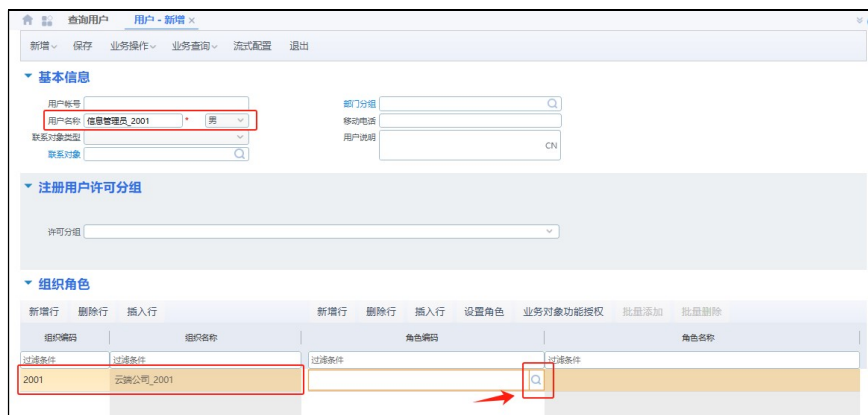 查询用户 用户 - 新增 ×
新增 保存 业务操作 业务查询 流式配置 退出
基本信息
用户帐号 部门分组
用户名称 信息管理员_2001 * 男 移动电话
联系对象类型 用户说明 CN
联系对象
注册用户许可分组
许可分组
组织角色
新增行 删除行 插入行 新增行 删除行 插入行 设置角色 业务对象功能授权 批量添加 批量删除
组织编码 组织名称 角色编码 角色名称
过滤条件 过滤条件 过滤条件 过滤条件
2001 云端公司_2001